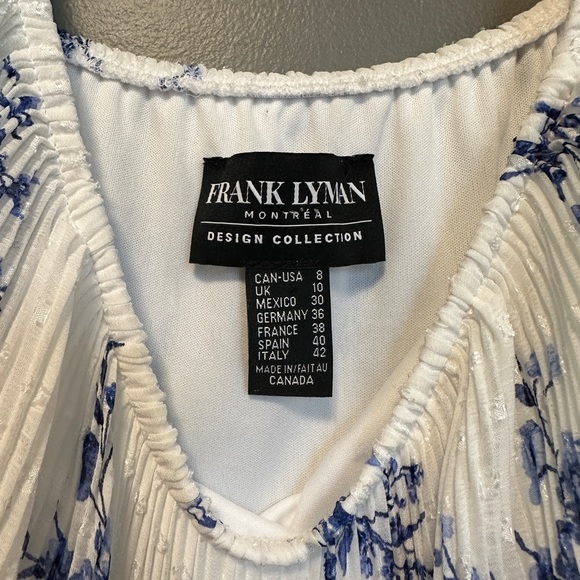 FRANK LYMAN
MONTRÉAL
DESIGN COLLECTION
CAN-USA 8
UK 10
MEXICO 30
GERMANY 36
FRANCE 38
SPAIN 40
ITALY 42
MADE IN/FAIT AU
CANADA